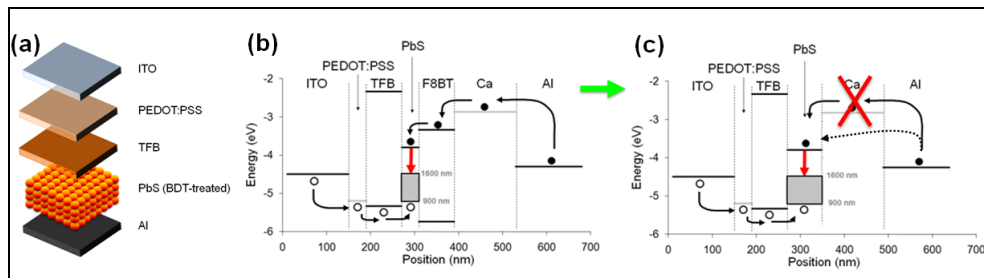 (a)
ITO
PEDOT:PSS
TFB
PbS (BDT-treated)
Al
(b)
PbS
PEDOT:PSS
ITO TFB F8BT Ca Al
-2
-3
-4
-5
-6
Energy (eV)
1600 nm
900 nm
0 100 200 300 400 500 600 700
Position (nm)
(c)
PbS
PEDOT:PSS
ITO TFB Ca Al
-2
-3
-4
-5
-6
Energy (eV)
1600 nm
900 nm
0 100 200 300 400 500 600 700
Position (nm)